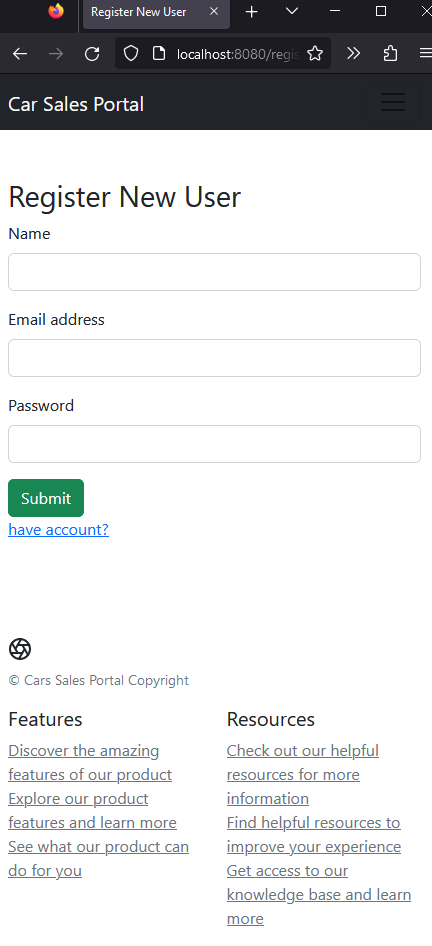 Register New User
localhost:8080/regis
Car Sales Portal
Register New User
Name
Email address
Password
Submit
have account?
© Cars Sales Portal Copyright
Features
Discover the amazing
features of our product
Explore our product
features and learn more
See what our product can
do for you
Resources
Check out our helpful
resources for more
information
Find helpful resources to
improve your experience
Get access to our
knowledge base and learn
more